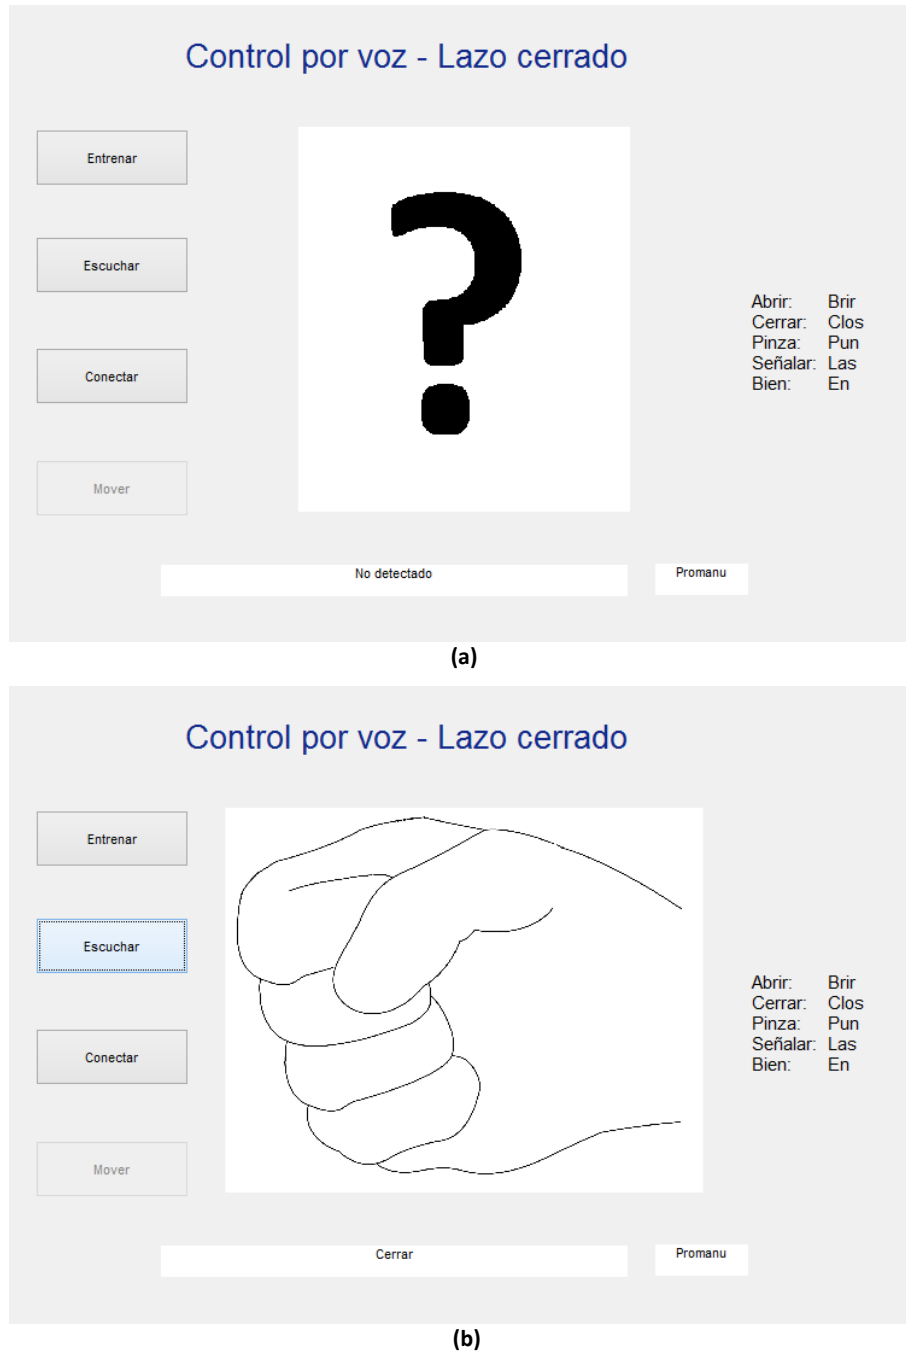 Control por voz - Lazo cerrado
Entrenar
Escuchar
Conectar
Mover
?
Abrir: Brir
Cerrar: Clos
Pinza: Pun
Señalar: Las
Bien: En
No detectado
Promanu
(a)
Control por voz - Lazo cerrado
Entrenar
Escuchar
Conectar
Mover
Abrir: Brir
Cerrar: Clos
Pinza: Pun
Señalar: Las
Bien: En
Cerrar
Promanu
(b)